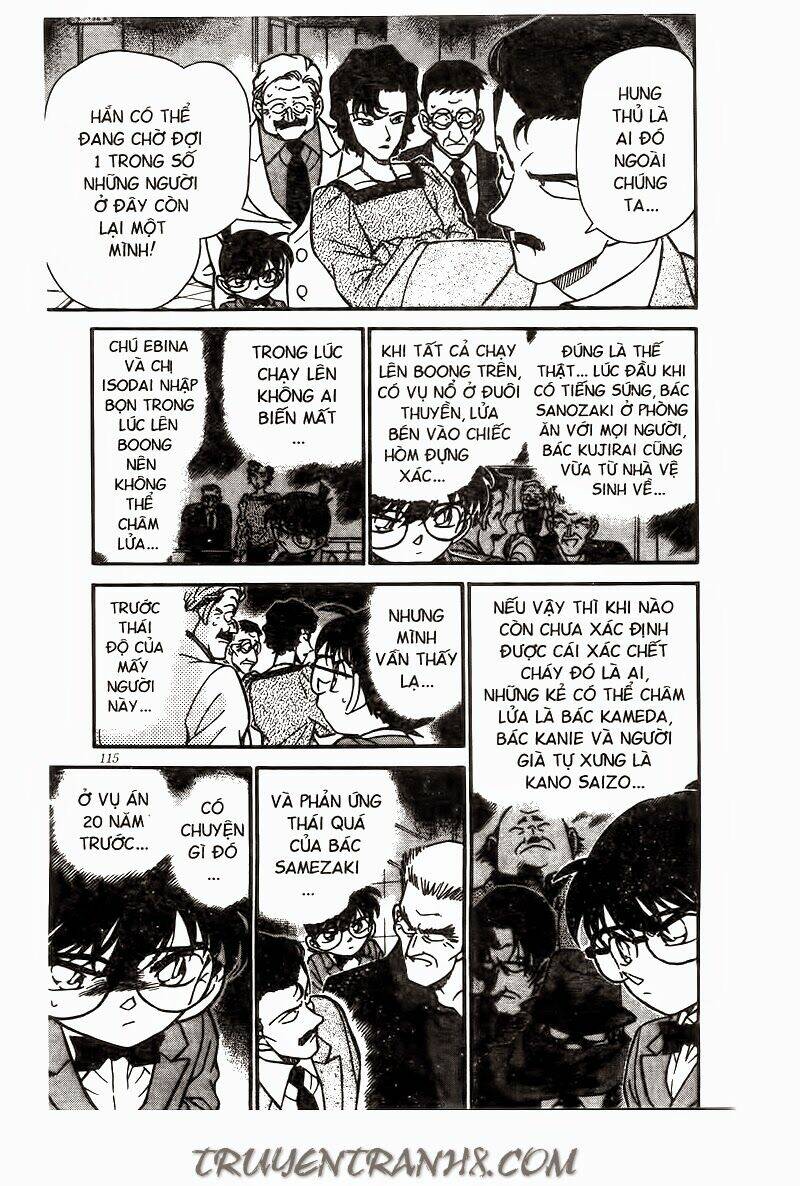 HUNG
THỦ LÀ
AI ĐÓ
NGOÀI
CHÚNG
TA...
HẮN CÓ THỂ
ĐANG CHỜ ĐỢI
1 TRONG SỐ
NHỮNG NGƯỜI
Ở ĐÂY CÒN
LẠI MỘT
MÌNH!
ĐÚNG LÀ THẾ
THẬT... LÚC ĐẦU KHI
CÓ TIẾNG SỨNG, BÁC
SANOZAKI Ở PHÒNG
ĂN VỚI MỌI NGƯỜI,
BÁC KUJIRAI CŨNG
VỪA TỪ NHÀ VỆ
SINH VỀ...
KHI TẤT CẢ CHẠY
LÊN BOONG TRÊN,
CÓ VỤ NỔ Ở ĐUÔI
THUYỀN, LỬA
BÉN VÀO CHIẾC
HÒM ĐỰNG
XÁC...
TRONG LÚC
CHẠY LÊN
KHÔNG AI
BIẾN MẤT
...
CHÚ EBINA
VÀ CHỊ
ISODAI NHẬP
BỌN TRONG
LÚC LÊN
BOONG
NÊN
KHÔNG
THỂ
CHÂM
LỬA...
NẾU VẬY THÌ KHI NÀO
CÒN CHƯA XÁC ĐỊNH
ĐƯỢC CÁI XÁC CHẾT
CHÁY ĐÓ LÀ AI,
NHỮNG KẺ CÓ THỂ CHÂM
LỬA LÀ BÁC KAMEDA,
BÁC KANIE VÀ NGƯỜI
GIÀ TỰ XƯNG LÀ
KANO SAIZO...
NHƯNG
MÌNH
VẪN THẤY
LẠ...
TRƯỚC
THÁI
ĐỘ CỦA
MẤY
NGƯỜI
NÀY...
115
VÀ PHẢN ỨNG
THÁI QUÁ
CỦA BÁC
SAMEZAKI
...
CÓ
CHUYỆN
GÌ ĐÓ
Ở VỤ ÁN
20 NĂM
TRƯỚC...
TRUYENTRANH8.COM